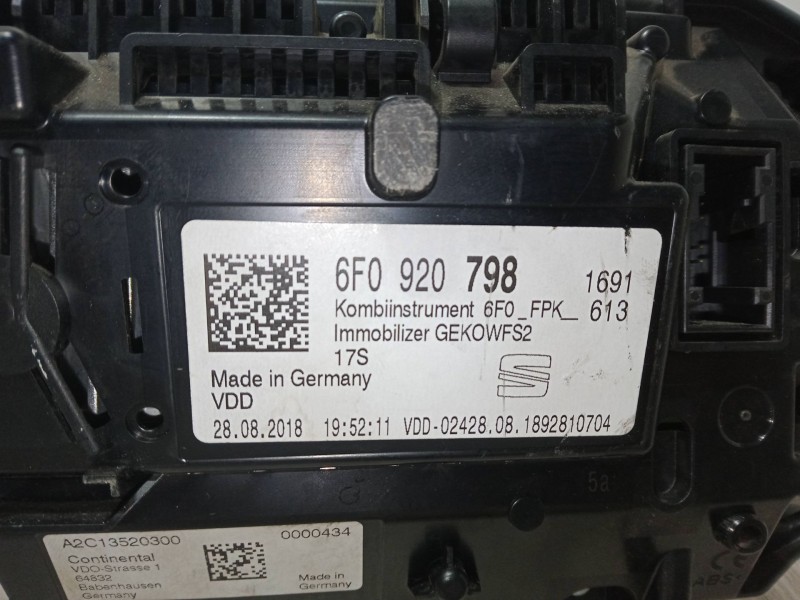 6F0 920 798 1691
Kombiinstrument 6F0_FPK_ 613
Immobilizer GEKOWFS2
17S
Made in Germany
VDD
28.08.2018 19:52:11 VDD-02428.08.1892810704
5a
A2C13520300 0000434
Continental
VDO-Strasse 1
64832
Babenhausen
Germany
Made in
Germany
ABS